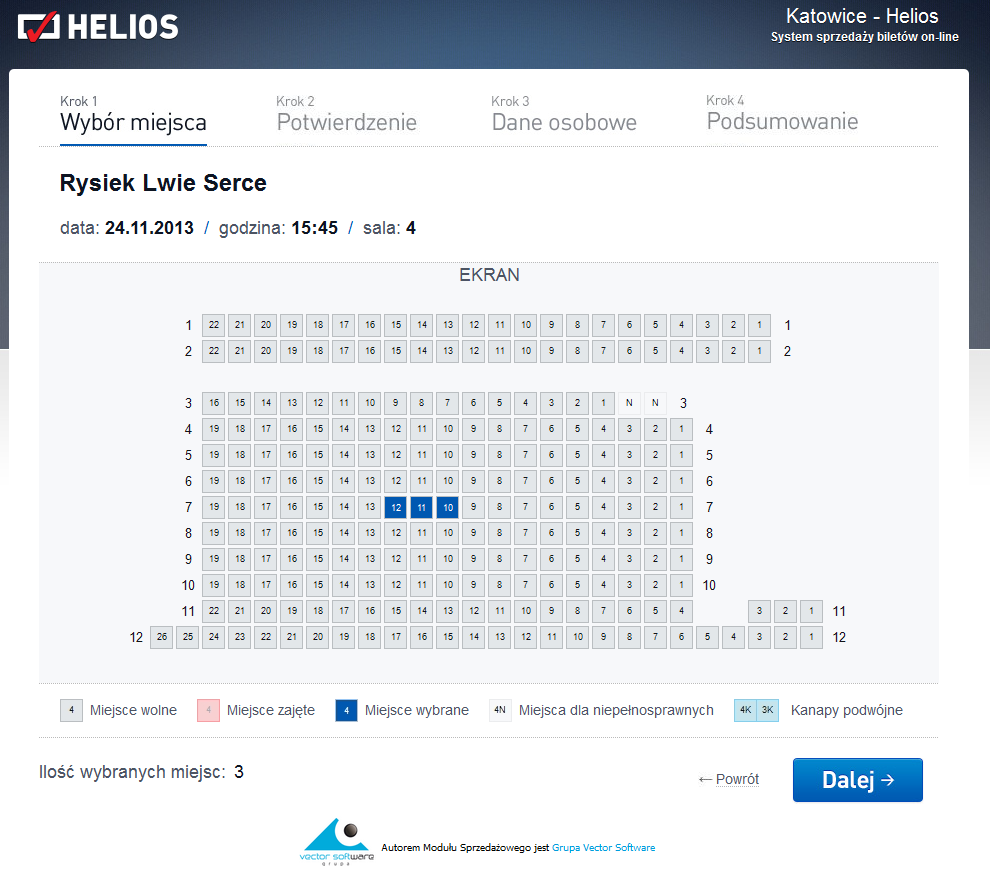 HELIOS
Katowice - Helios
System sprzedaży biletów on-line
Krok 1
Wybór miejsca
Krok 2
Potwierdzenie
Krok 3
Dane osobowe
Krok 4
Podsumowanie
Rysiek Lwie Serce
data: 24.11.2013 / godzina: 15:45 / sala: 4
EKRAN
1 22 21 20 19 18 17 16 15 14 13 12 11 10 9 8 7 6 5 4 3 2 1 1
2 22 21 20 19 18 17 16 15 14 13 12 11 10 9 8 7 6 5 4 3 2 1 2
3 16 15 14 13 12 11 10 9 8 7 6 5 4 3 2 1 N N 3
4 19 18 17 16 15 14 13 12 11 10 9 8 7 6 5 4 3 2 1 4
5 19 18 17 16 15 14 13 12 11 10 9 8 7 6 5 4 3 2 1 5
6 19 18 17 16 15 14 13 12 11 10 9 8 7 6 5 4 3 2 1 6
7 19 18 17 16 15 14 13 12 11 10 9 8 7 6 5 4 3 2 1 7
8 19 18 17 16 15 14 13 12 11 10 9 8 7 6 5 4 3 2 1 8
9 19 18 17 16 15 14 13 12 11 10 9 8 7 6 5 4 3 2 1 9
10 19 18 17 16 15 14 13 12 11 10 9 8 7 6 5 4 3 2 1 10
11 22 21 20 19 18 17 16 15 14 13 12 11 10 9 8 7 6 5 4 3 2 1 11
12 26 25 24 23 22 21 20 19 18 17 16 15 14 13 12 11 10 9 8 7 6 5 4 3 2 1 12
4 Miejsce wolne 4 Miejsce zajęte 4 Miejsce wybrane 4N Miejsca dla niepełnosprawnych 4K 3K Kanapy podwójne
Ilość wybranych miejsc: 3
← Powrót
Dalej →
vector software
grupa
Autorem Modułu Sprzedażowego jest Grupa Vector Software